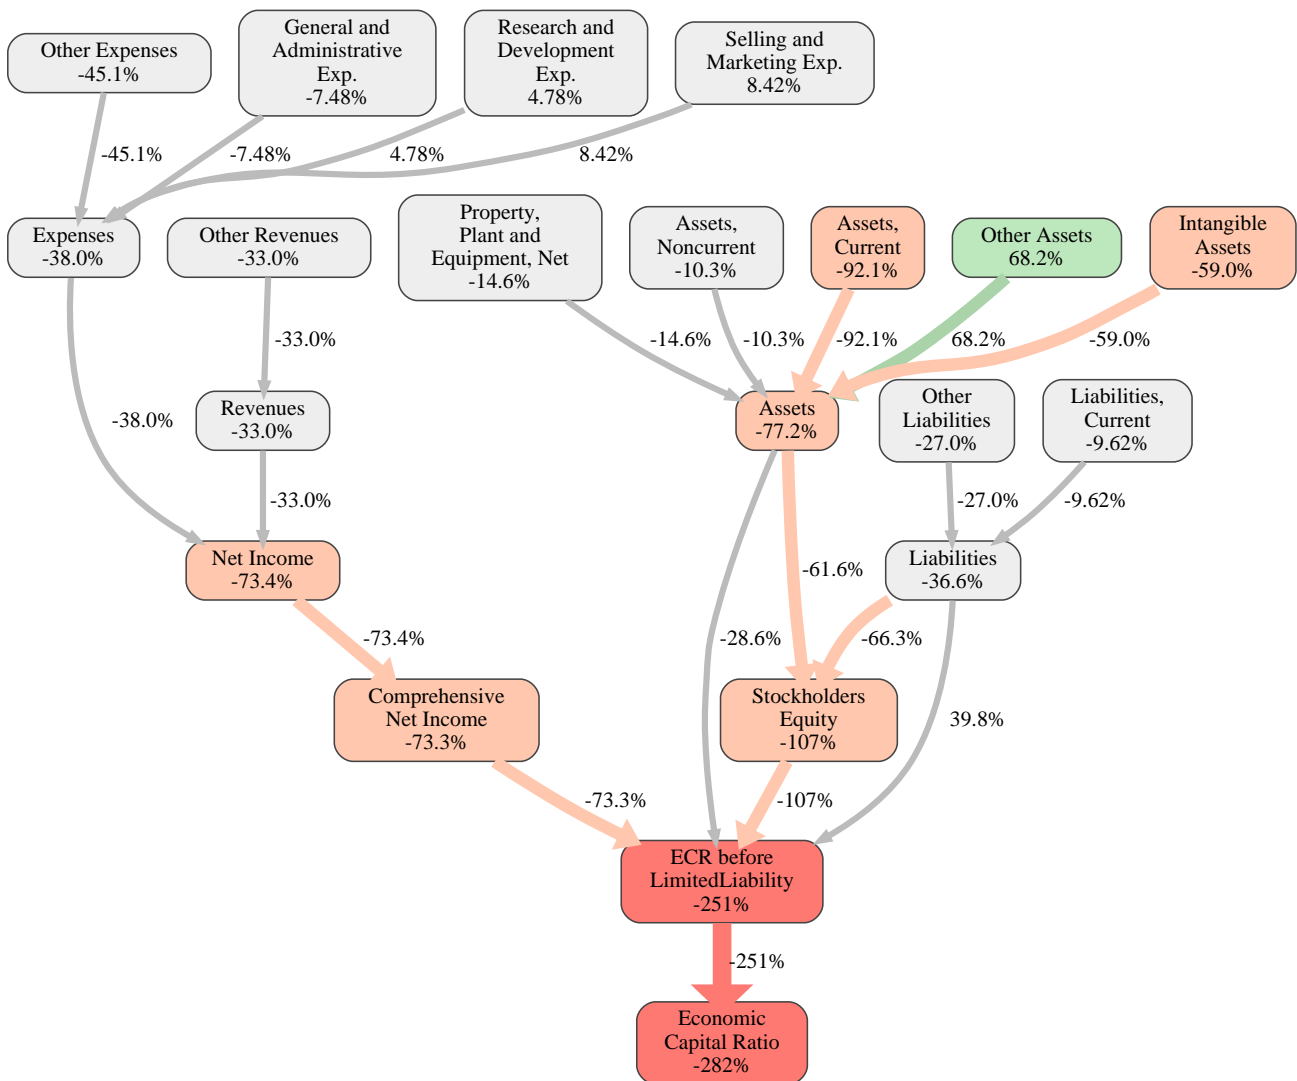 Other Expenses
-45.1%
General and
Administrative
Exp.
-7.48%
Research and
Development
Exp.
4.78%
Selling and
Marketing Exp.
8.42%
-45.1%
-7.48%
4.78%
8.42%
Expenses
-38.0%
Other Revenues
-33.0%
Property,
Plant and
Equipment, Net
-14.6%
Assets,
Noncurrent
-10.3%
Assets,
Current
-92.1%
Other Assets
68.2%
Intangible
Assets
-59.0%
-33.0%
-14.6%
-10.3%
-92.1%
68.2%
-59.0%
-38.0%
Revenues
-33.0%
Assets
-77.2%
Other
Liabilities
-27.0%
Liabilities,
Current
-9.62%
-33.0%
-27.0%
-9.62%
Net Income
-73.4%
-61.6%
Liabilities
-36.6%
-73.4%
-28.6%
-66.3%
Comprehensive
Net Income
-73.3%
Stockholders
Equity
-107%
39.8%
-73.3%
-107%
ECR before
LimitedLiability
-251%
-251%
Economic
Capital Ratio
-282%